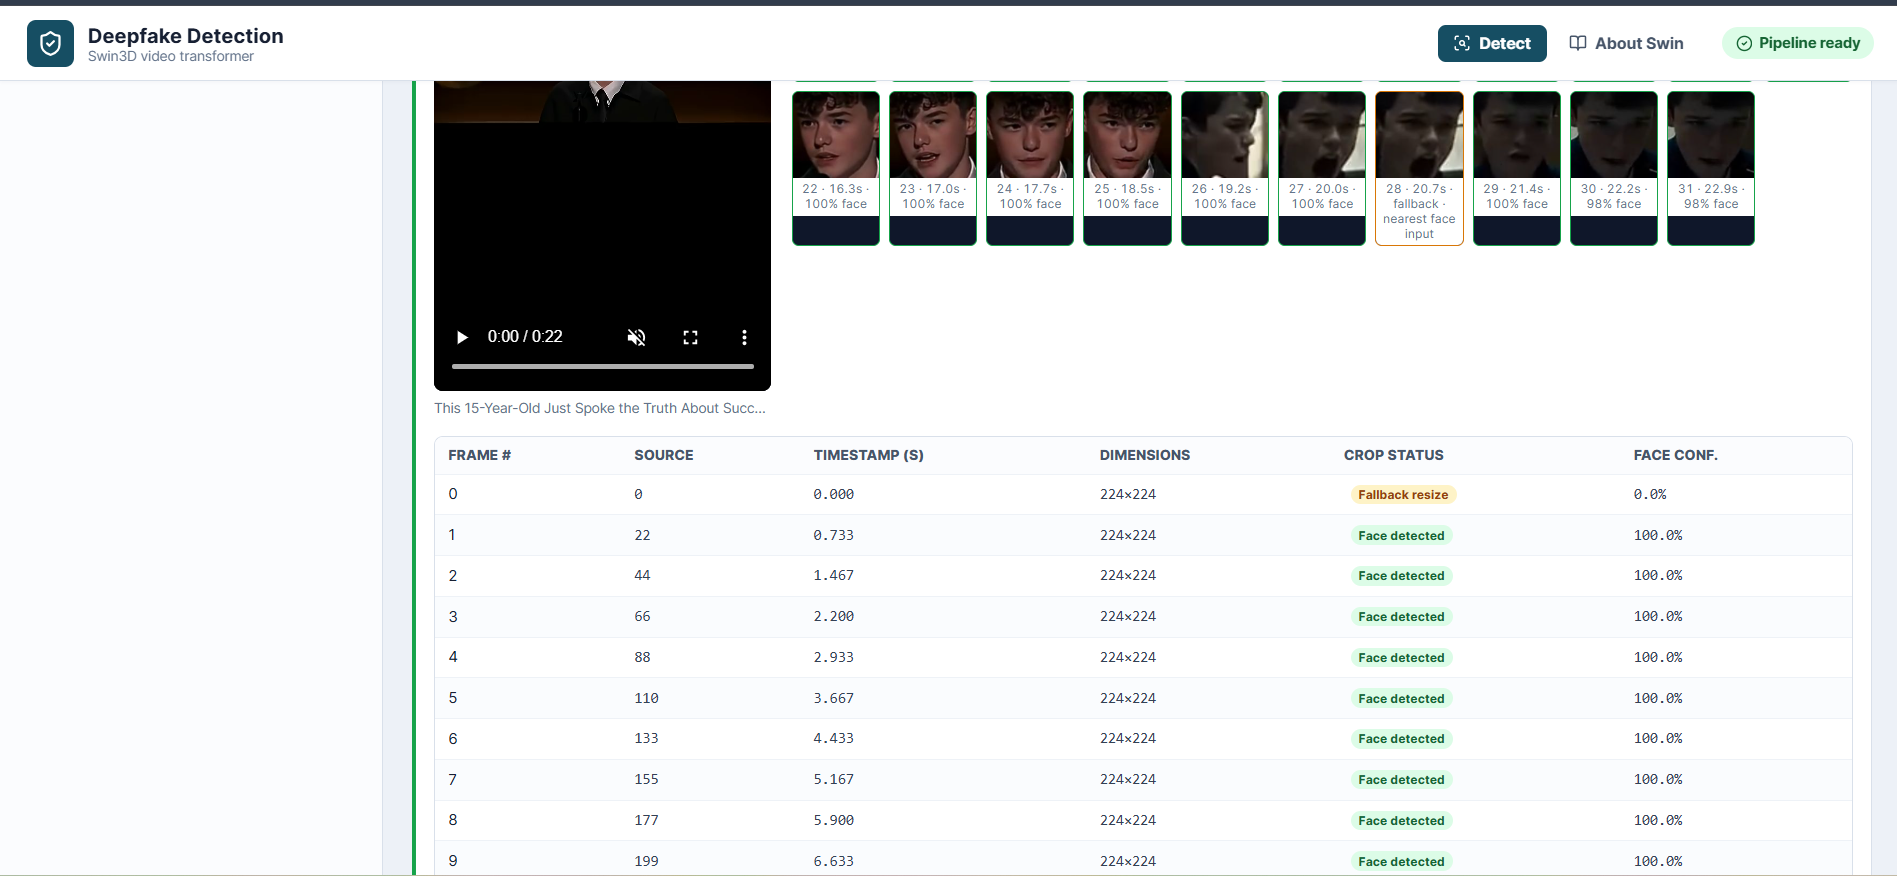 Deepfake Detection
Swin3D video transformer
Detect
About Swin
Pipeline ready
22 · 16.3s ·
100% face
23 · 17.0s ·
100% face
24 · 17.7s ·
100% face
25 · 18.5s ·
100% face
26 · 19.2s ·
100% face
27 · 20.0s ·
100% face
28 · 20.7s ·
fallback ·
nearest face
input
29 · 21.4s ·
100% face
30 · 22.2s ·
98% face
31 · 22.9s ·
98% face
0:00 / 0:22
This 15-Year-Old Just Spoke the Truth About Succ...
FRAME # SOURCE TIMESTAMP (S) DIMENSIONS CROP STATUS FACE CONF.
0 0 0.000 224×224 Fallback resize 0.0%
1 22 0.733 224×224 Face detected 100.0%
2 44 1.467 224×224 Face detected 100.0%
3 66 2.200 224×224 Face detected 100.0%
4 88 2.933 224×224 Face detected 100.0%
5 110 3.667 224×224 Face detected 100.0%
6 133 4.433 224×224 Face detected 100.0%
7 155 5.167 224×224 Face detected 100.0%
8 177 5.900 224×224 Face detected 100.0%
9 199 6.633 224×224 Face detected 100.0%